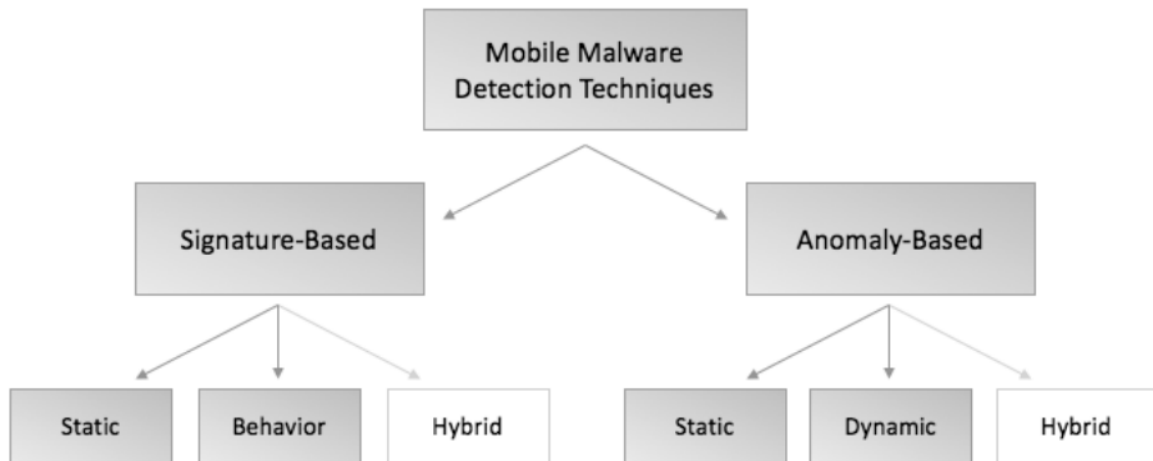 Mobile Malware
Detection Techniques
Signature-Based
Anomaly-Based
Static
Behavior
Hybrid
Static
Dynamic
Hybrid